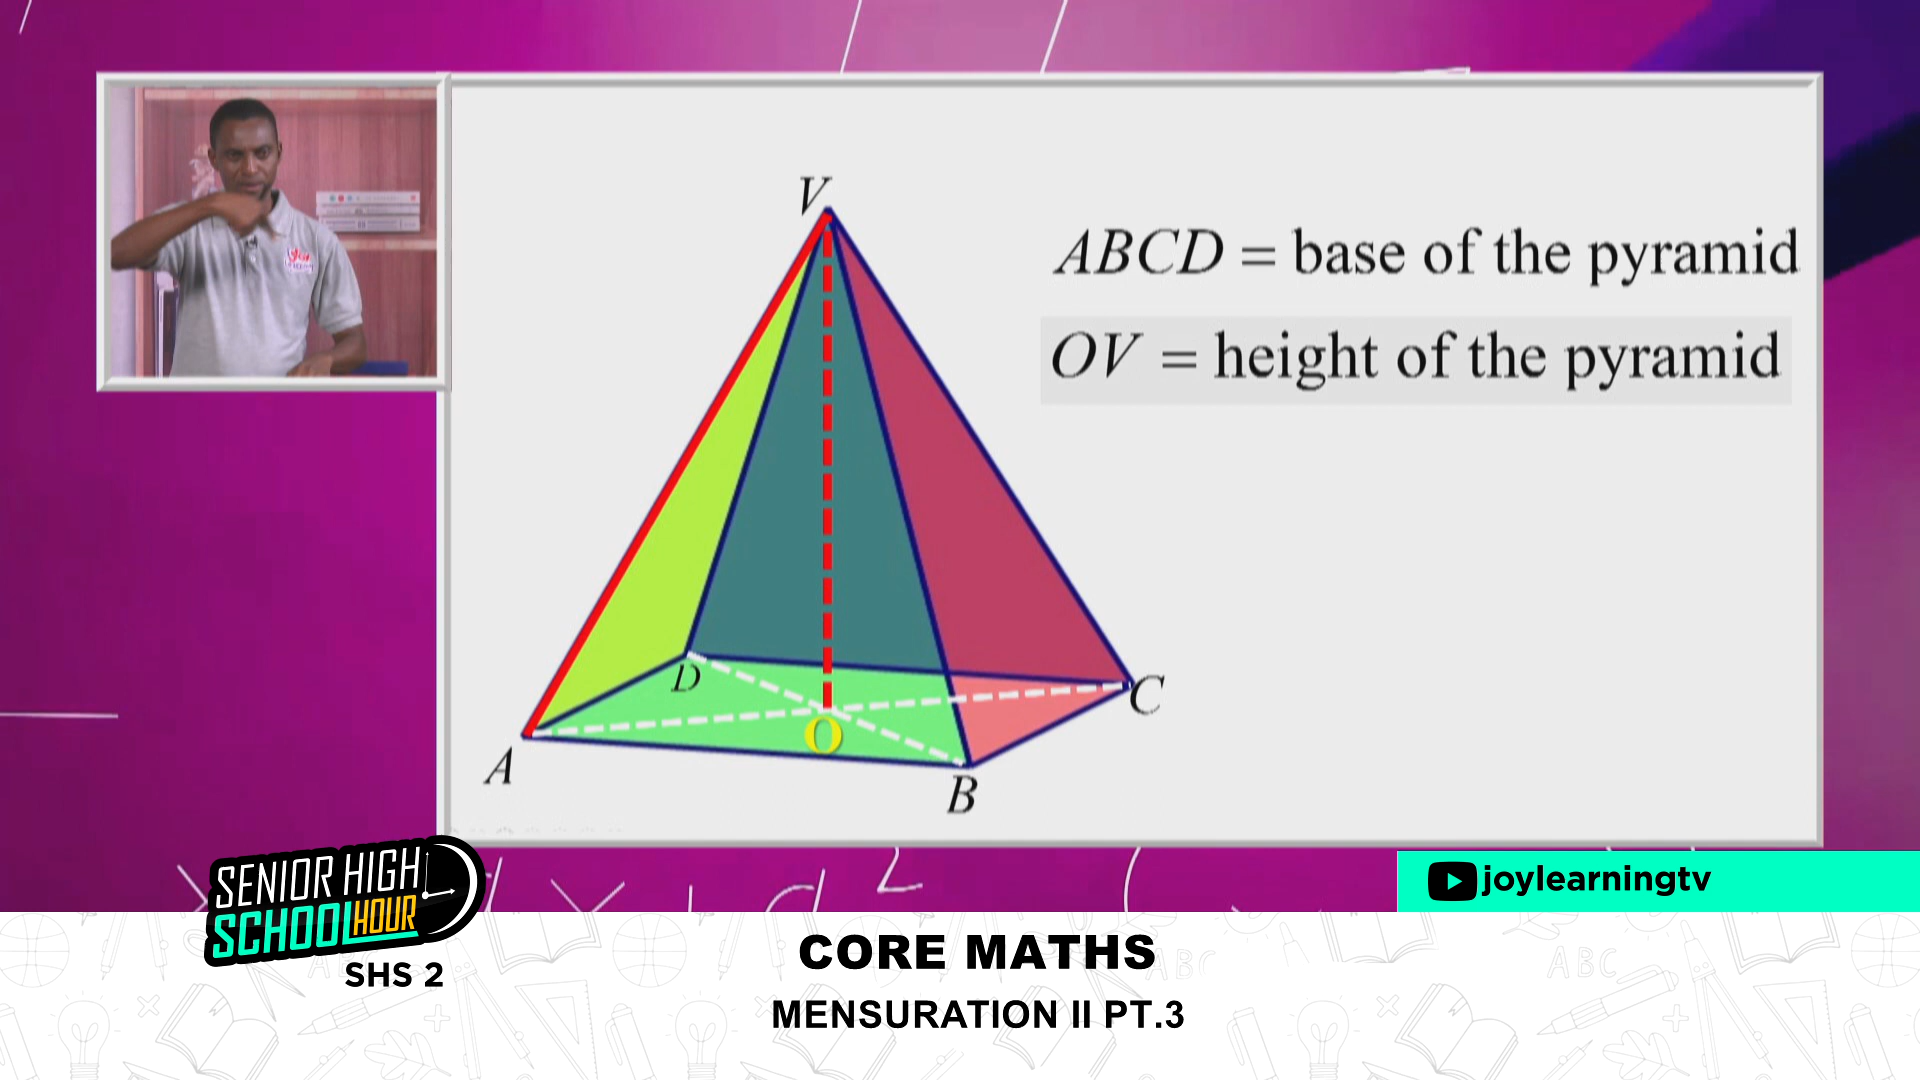 V
ABCD = base of the pyramid
OV = height of the pyramid
D
C
O
A
B
SENIOR HIGH
SCHOOL HOUR
SHS 2
joylearningtv
CORE MATHS
MENSURATION II PT.3
ABC